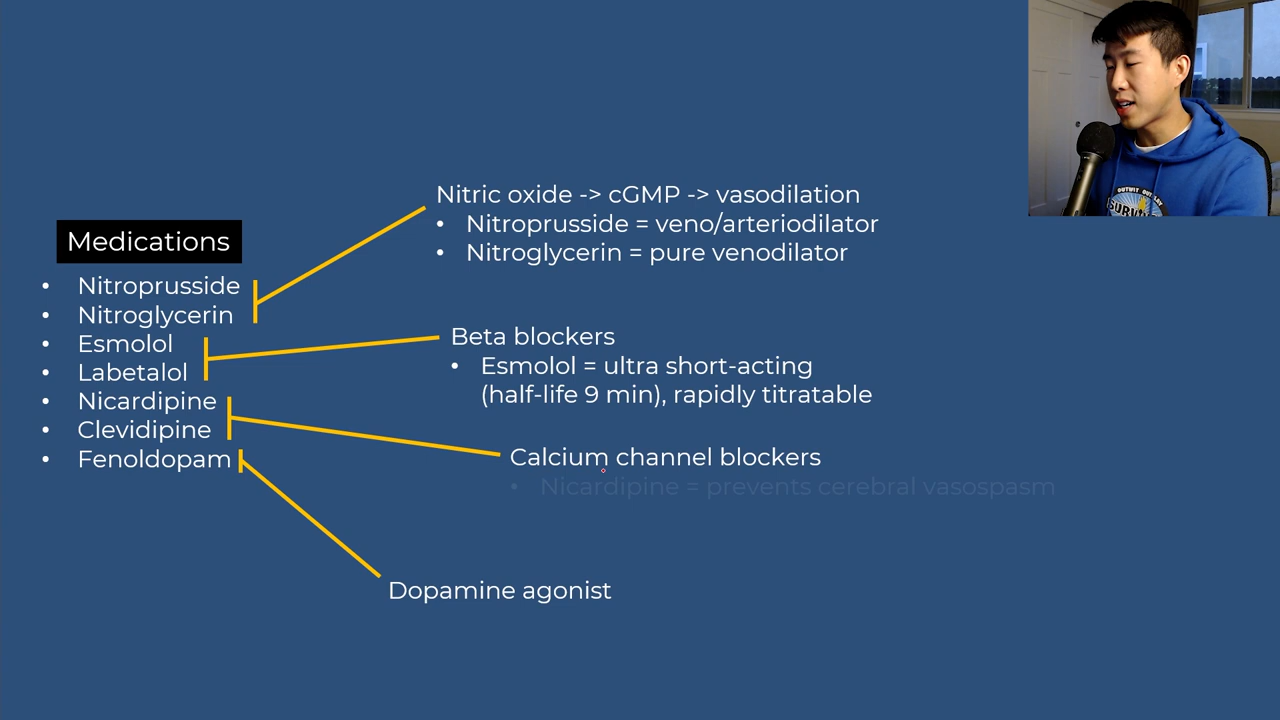 Medications
• Nitroprusside
• Nitroglycerin
• Esmolol
• Labetalol
• Nicardipine
• Clevidipine
• Fenoldopam
Nitric oxide -> cGMP -> vasodilation
• Nitroprusside = veno/arteriodilator
• Nitroglycerin = pure venodilator
Beta blockers
• Esmolol = ultra short-acting
(half-life 9 min), rapidly titratable
Calcium channel blockers
• Nicardipine = prevents cerebral vasospasm
Dopamine agonist
OUTWIT OUTPLAY